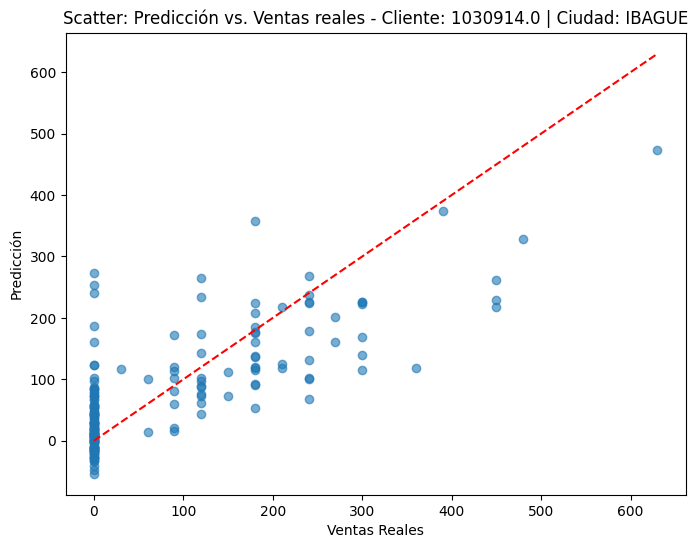 Scatter: Predicción vs. Ventas reales - Cliente: 1030914.0 | Ciudad: IBAGUE
600
500
400
300
200
100
0
Predicción
0 100 200 300 400 500 600
Ventas Reales